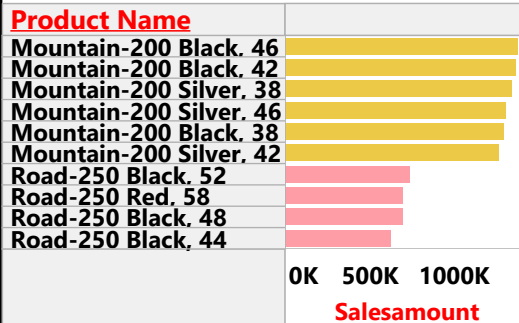 Product Name
Mountain-200 Black, 46
Mountain-200 Black, 42
Mountain-200 Silver, 38
Mountain-200 Silver, 46
Mountain-200 Black, 38
Mountain-200 Silver, 42
Road-250 Black, 52
Road-250 Red, 58
Road-250 Black, 48
Road-250 Black, 44
0K 500K 1000K
Salesamount